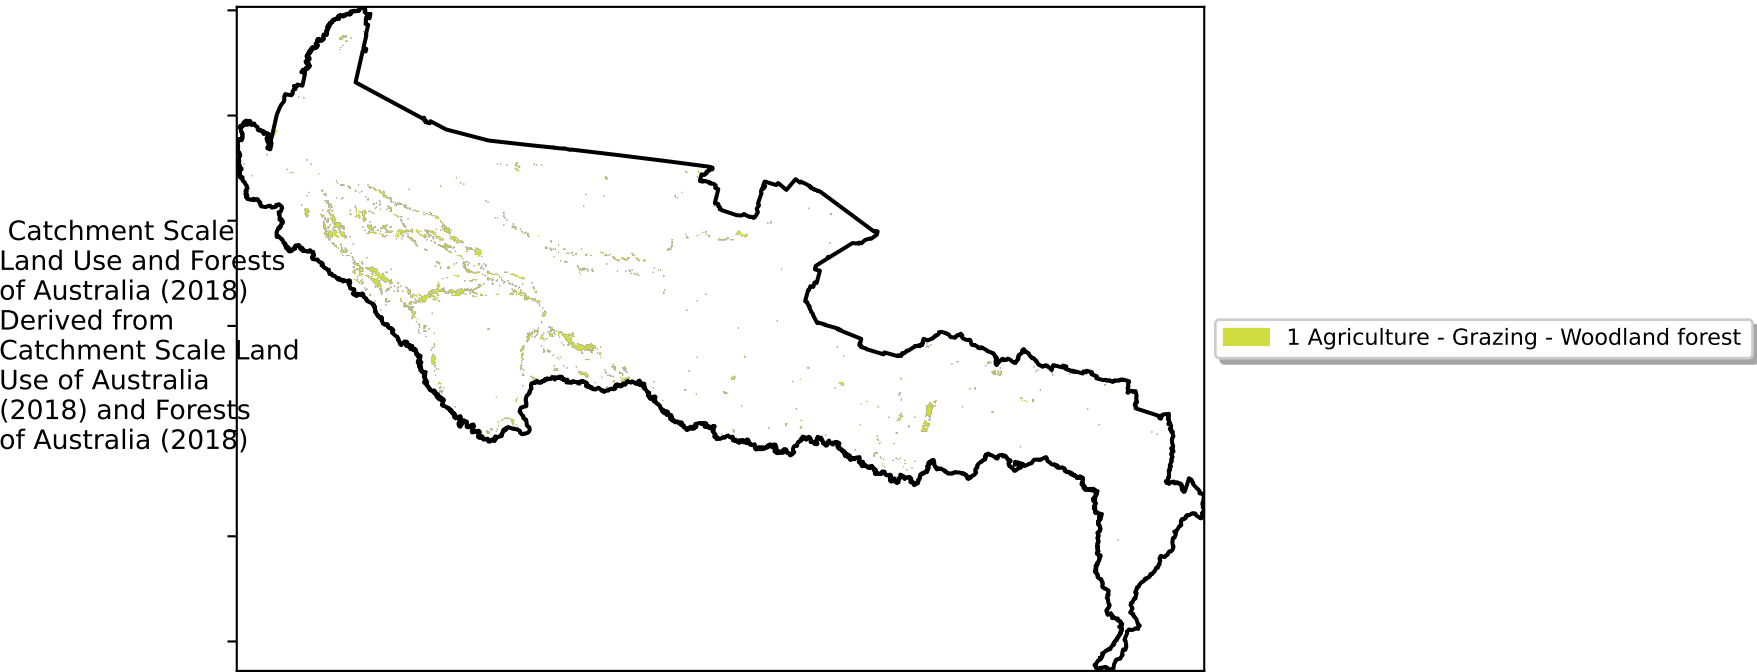 Catchment Scale
Land Use and Forests
of Australia (2018)
Derived from
Catchment Scale Land
Use of Australia
(2018) and Forests
of Australia (2018)
1 Agriculture - Grazing - Woodland forest